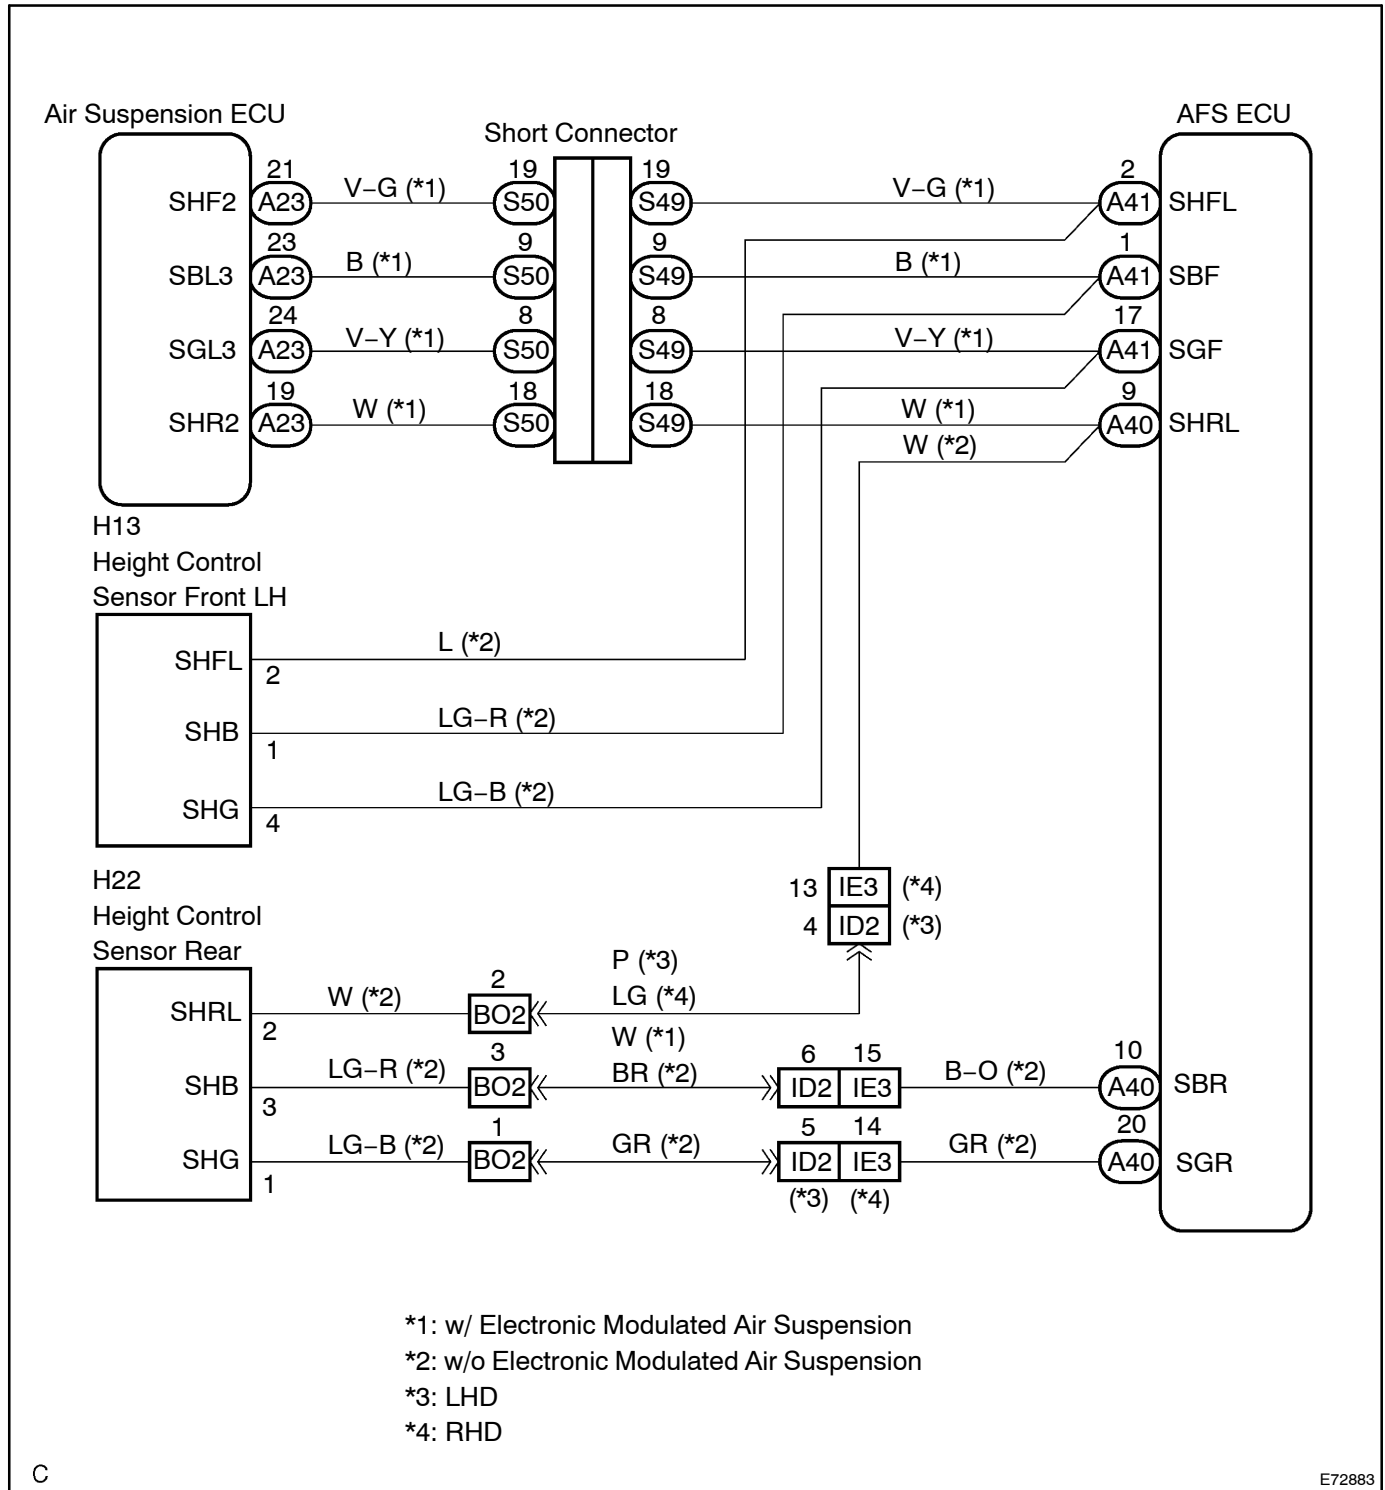 Air Suspension ECU
Short Connector
AFS ECU
21
19
19
2
SHF2
A23
V–G (*1)
S50
S49
V–G (*1)
A41
SHFL
23
9
9
1
SBL3
A23
B (*1)
S50
S49
B (*1)
A41
SBF
24
8
8
17
SGL3
A23
V–Y (*1)
S50
S49
V–Y (*1)
A41
SGF
19
18
18
9
SHR2
A23
W (*1)
S50
S49
W (*1)
A40
SHRL
W (*2)
H13
Height Control
Sensor Front LH
SHFL
2
L (*2)
SHB
1
LG–R (*2)
SHG
4
LG–B (*2)
H22
Height Control
Sensor Rear
13
IE3
(*4)
4
ID2
(*3)
SHRL
2
W (*2)
2
BO2
P (*3)
LG (*4)
SHB
3
LG–R (*2)
3
BO2
W (*1)
BR (*2)
6
15
ID2
IE3
B–O (*2)
10
A40
SBR
SHG
1
LG–B (*2)
1
BO2
GR (*2)
5
14
ID2
IE3
(*3)
(*4)
GR (*2)
20
A40
SGR
*1: w/ Electronic Modulated Air Suspension
*2: w/o Electronic Modulated Air Suspension
*3: LHD
*4: RHD
C
E72883